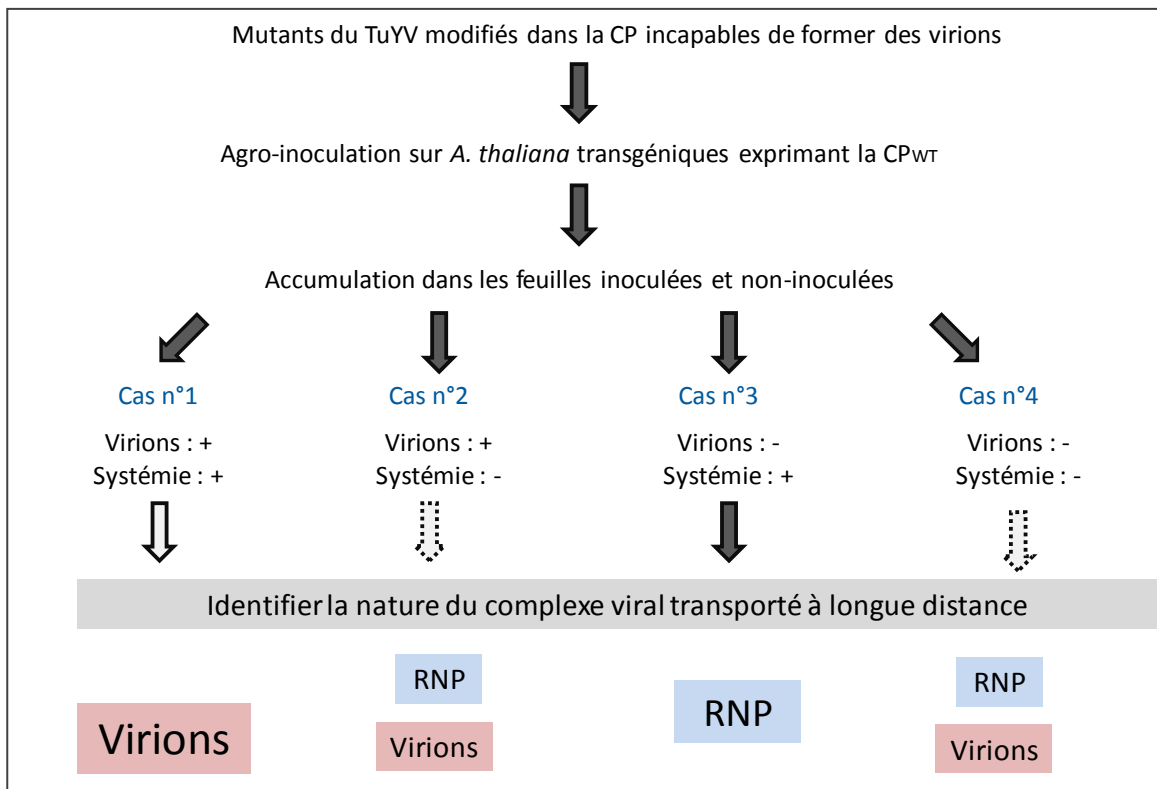 Mutants du TuYV modifiés dans la CP incapables de former des virions
Agro-inoculation sur A. thaliana transgéniques exprimant la CPWT
Accumulation dans les feuilles inoculées et non-inoculées
Cas n°1
Virions : +
Systémie : +
Cas n°2
Virions : +
Systémie : -
Cas n°3
Virions : -
Systémie : +
Cas n°4
Virions : -
Systémie : -
Identifier la nature du complexe viral transporté à longue distance
Virions
RNP
Virions
RNP
RNP
Virions